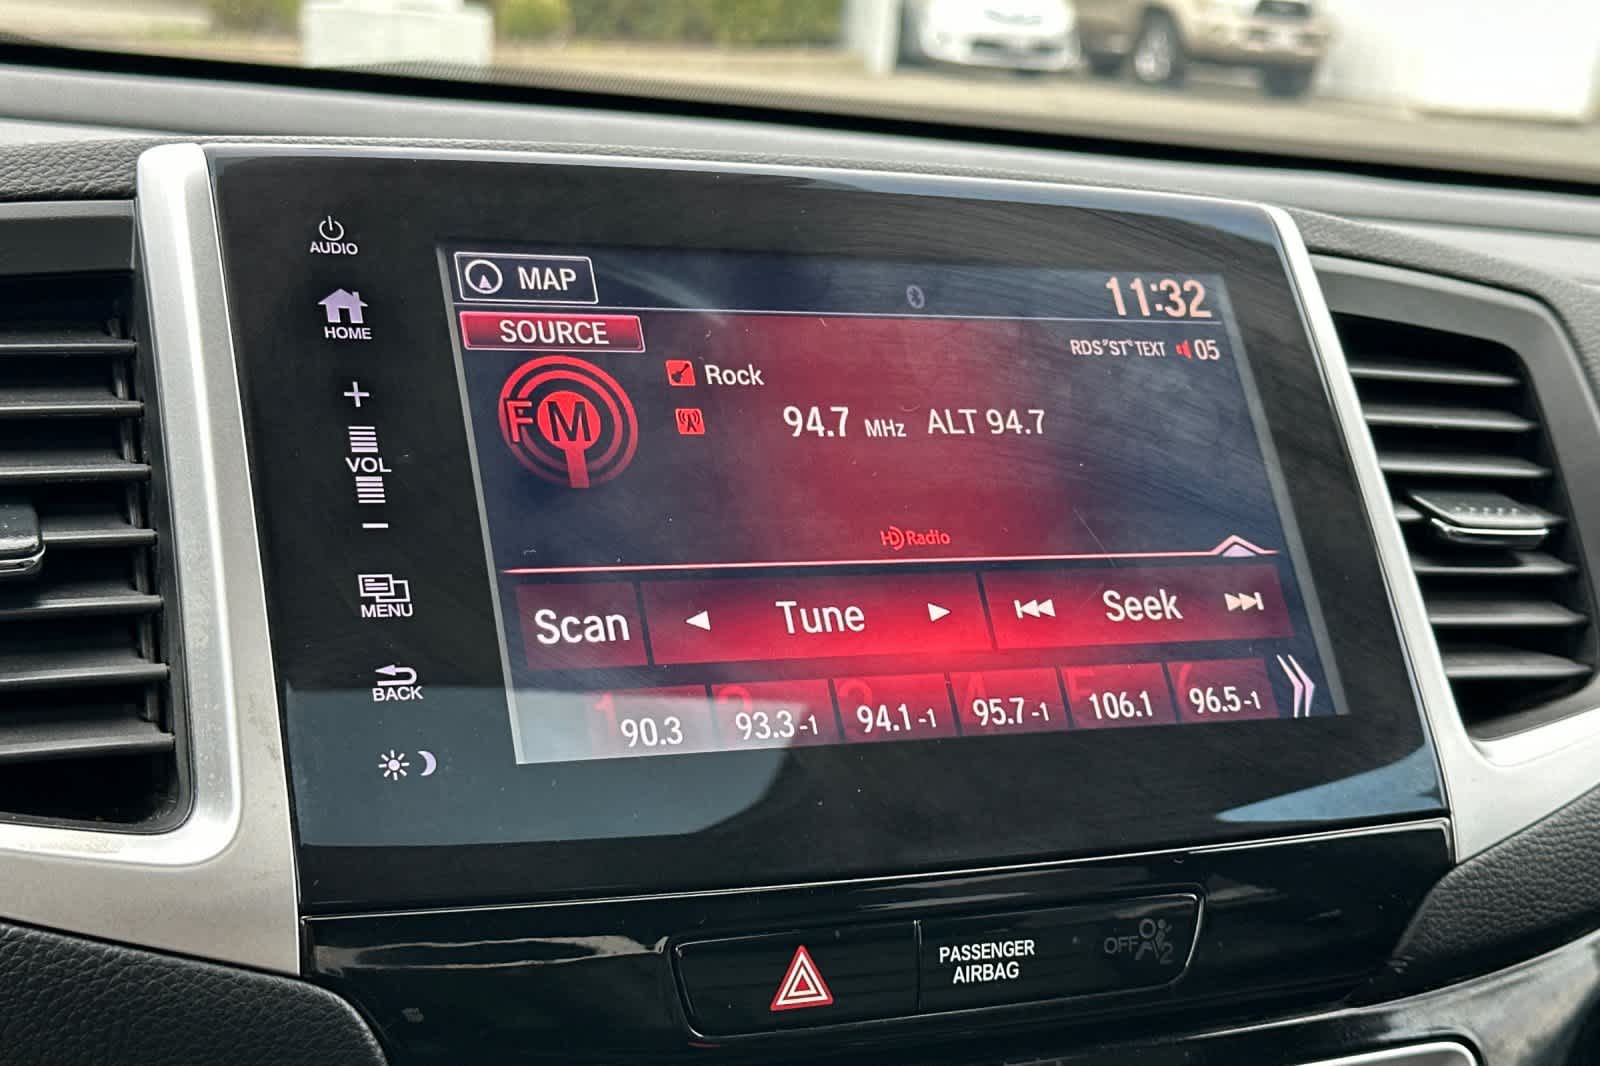 AUDIO
MAP
11:32
SOURCE
RDS ST TEXT 05
HOME
Rock
FM
94.7 MHz ALT 94.7
+
VOL
-
HD Radio
MENU
Scan Tune Seek
BACK
1 2 3 4 5 6
90.3 93.3-1 94.1-1 95.7-1 106.1 96.5-1
PASSENGER
AIRBAG
OFF 2